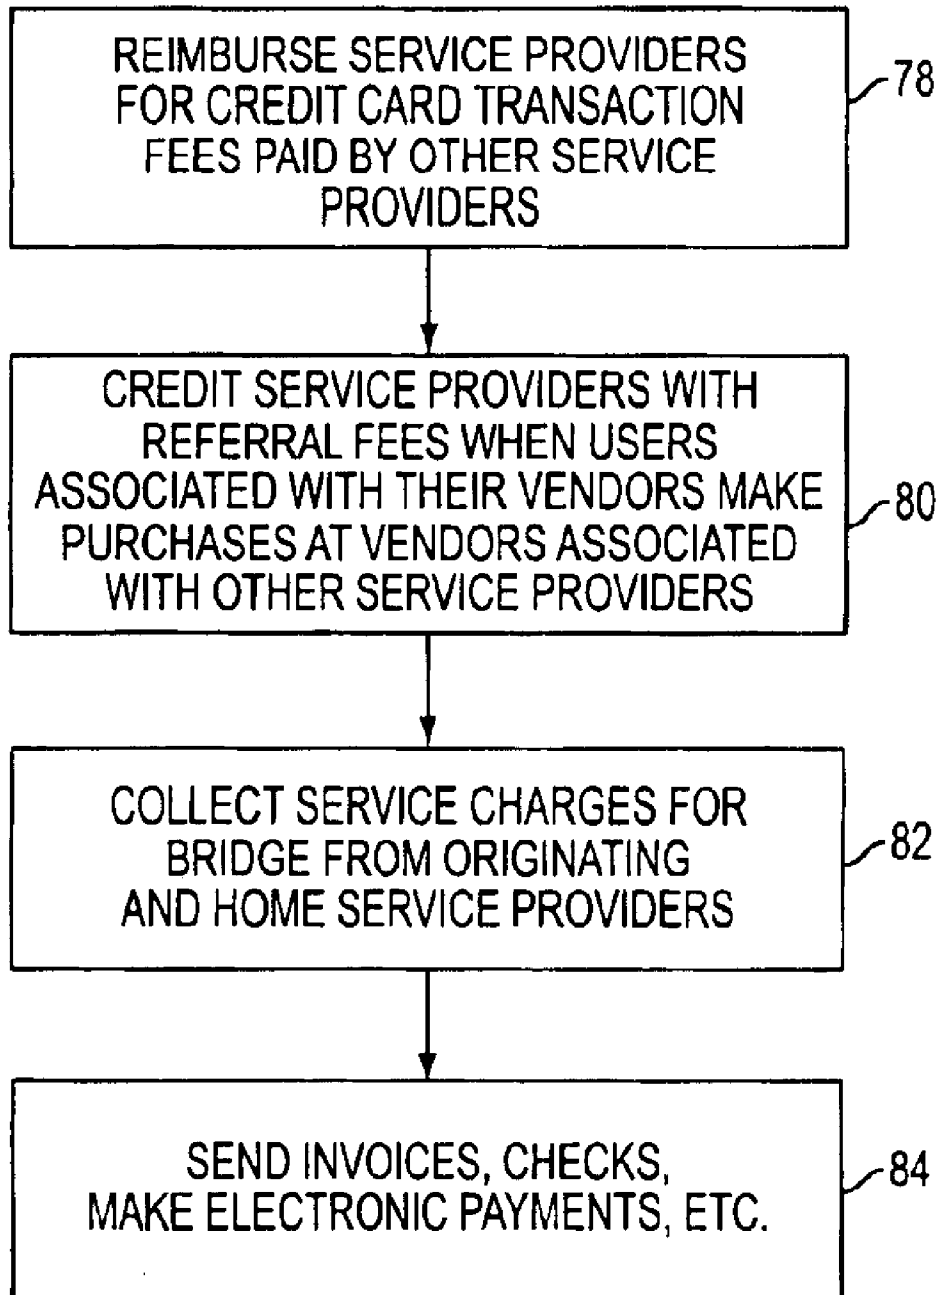 REIMBURSE SERVICE PROVIDERS
FOR CREDIT CARD TRANSACTION
FEES PAID BY OTHER SERVICE
PROVIDERS
78
CREDIT SERVICE PROVIDERS WITH
REFERRAL FEES WHEN USERS
ASSOCIATED WITH THEIR VENDORS MAKE
PURCHASES AT VENDORS ASSOCIATED
WITH OTHER SERVICE PROVIDERS
80
COLLECT SERVICE CHARGES FOR
BRIDGE FROM ORIGINATING
AND HOME SERVICE PROVIDERS
82
SEND INVOICES, CHECKS,
MAKE ELECTRONIC PAYMENTS, ETC.
84